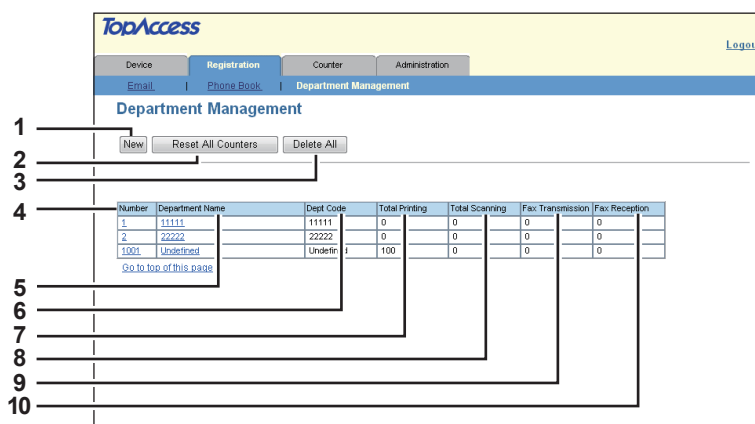 TopAccess
Logou
Device Registration Counter Administration
Email | Phone Book | Department Management
Department Management
1
New Reset All Counters Delete All
2
3
4
Number Department Name Dept Code Total Printing Total Scanning Fax Transmission Fax Reception
1 11111 11111 0 0 0 0
2 22222 22222 0 0 0 0
1001 Undefined Undefined 100 0 0 0
Go to top of this page
5
6
7
8
9
10